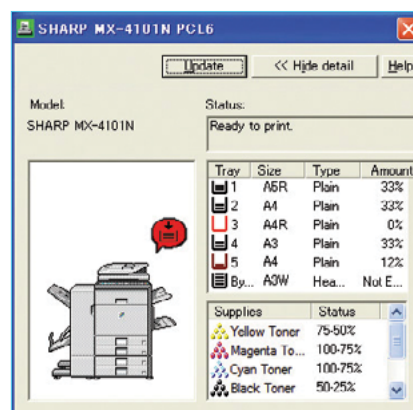 SHARP MX-4101N PCL6
Update << Hide detail Help
Model: Status:
SHARP MX-4101N Ready to print.
Tray Size Type Amount
1 A5R Plain 33%
2 A4 Plain 33%
3 A4R Plain 0%
4 A3 Plain 33%
5 A4 Plain 12%
By... A3W Hea... Not E...
Supplies Status
Yellow Toner 75-50%
Magenta To... 100-75%
Cyan Toner 100-75%
Black Toner 50-25%